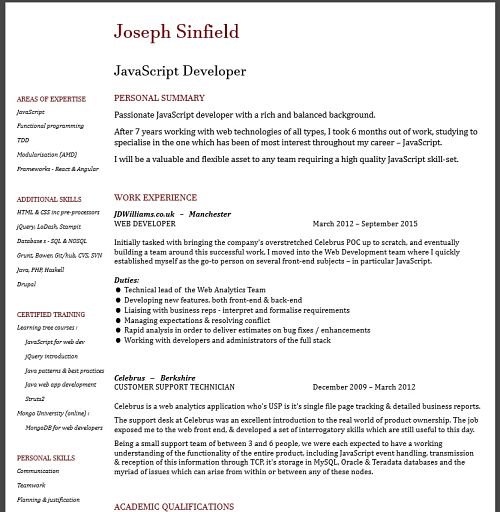 Joseph Sinfield
JavaScript Developer
AREAS OF EXPERTISE
JavaScript
Functional programming
TDD
Modularization [AMD]
Frameworks - React & Angular
ADDITIONAL SKILLS
HTML & CSS inc pre-processors
jQuery, LoDash, Stampit
Database s - SQL & NOSQL
Grunt, Bower, Git/hub, CVS, SVN
Java, PHP, Haskell
Drupal
CERTIFIED TRAINING
Learning tree courses :
JavaScript for web dev
jQuery introduction
Java patterns & best practices
Java web app development
Struts2
Mongo University (online) :
MongoDB for web developers
PERSONAL SKILLS
Communication
Teamwork
Planning & justification
PERSONAL SUMMARY
Passionate JavaScript developer with a rich and balanced background.
After 7 years working with web technologies of all types, I took 6 months out of work, studying to
specialise in the one which has been of most interest throughout my career – JavaScript.
I will be a valuable and flexible asset to any team requiring a high quality JavaScript skill-set.
WORK EXPERIENCE
JDWilliams.co.uk – Manchester
WEB DEVELOPER March 2012 – September 2015
Initially tasked with bringing the company's overstretched Celebrus POC up to scratch, and eventually
building a team around this successful work, I moved into the Web Development team where I quickly
established myself as the go-to person on several front-end subjects – in particular JavaScript.
Duties:
● Technical lead of the Web Analytics Team
● Developing new features, both front-end & back-end
● Liaising with business reps - interpret and formalise requirements
● Managing expectations & resolving conflict
● Rapid analysis in order to deliver estimates on bug fixes / enhancements
● Working with developers and administrators of the full stack
Celebrus – Berkshire
CUSTOMER SUPPORT TECHNICIAN December 2009 – March 2012
Celebrus is a web analytics application who's USP is it's single file page tracking & detailed business reports.
The support desk at Celebrus was an excellent introduction to the real world of product ownership. The job
exposed me to the web front end, & developed a set of interrogatory skills which are still useful to this day.
Being a small support team of between 3 and 6 people, we were each expected to have a working
understanding of the functionality of the entire product, including JavaScript event handling, transmission
& reception of this information through TCP, it's storage in MySQL, Oracle & Teradata databases and the
myriad of issues which can arise from within or between any of these nodes.
ACADEMIC QUALIFICATIONS